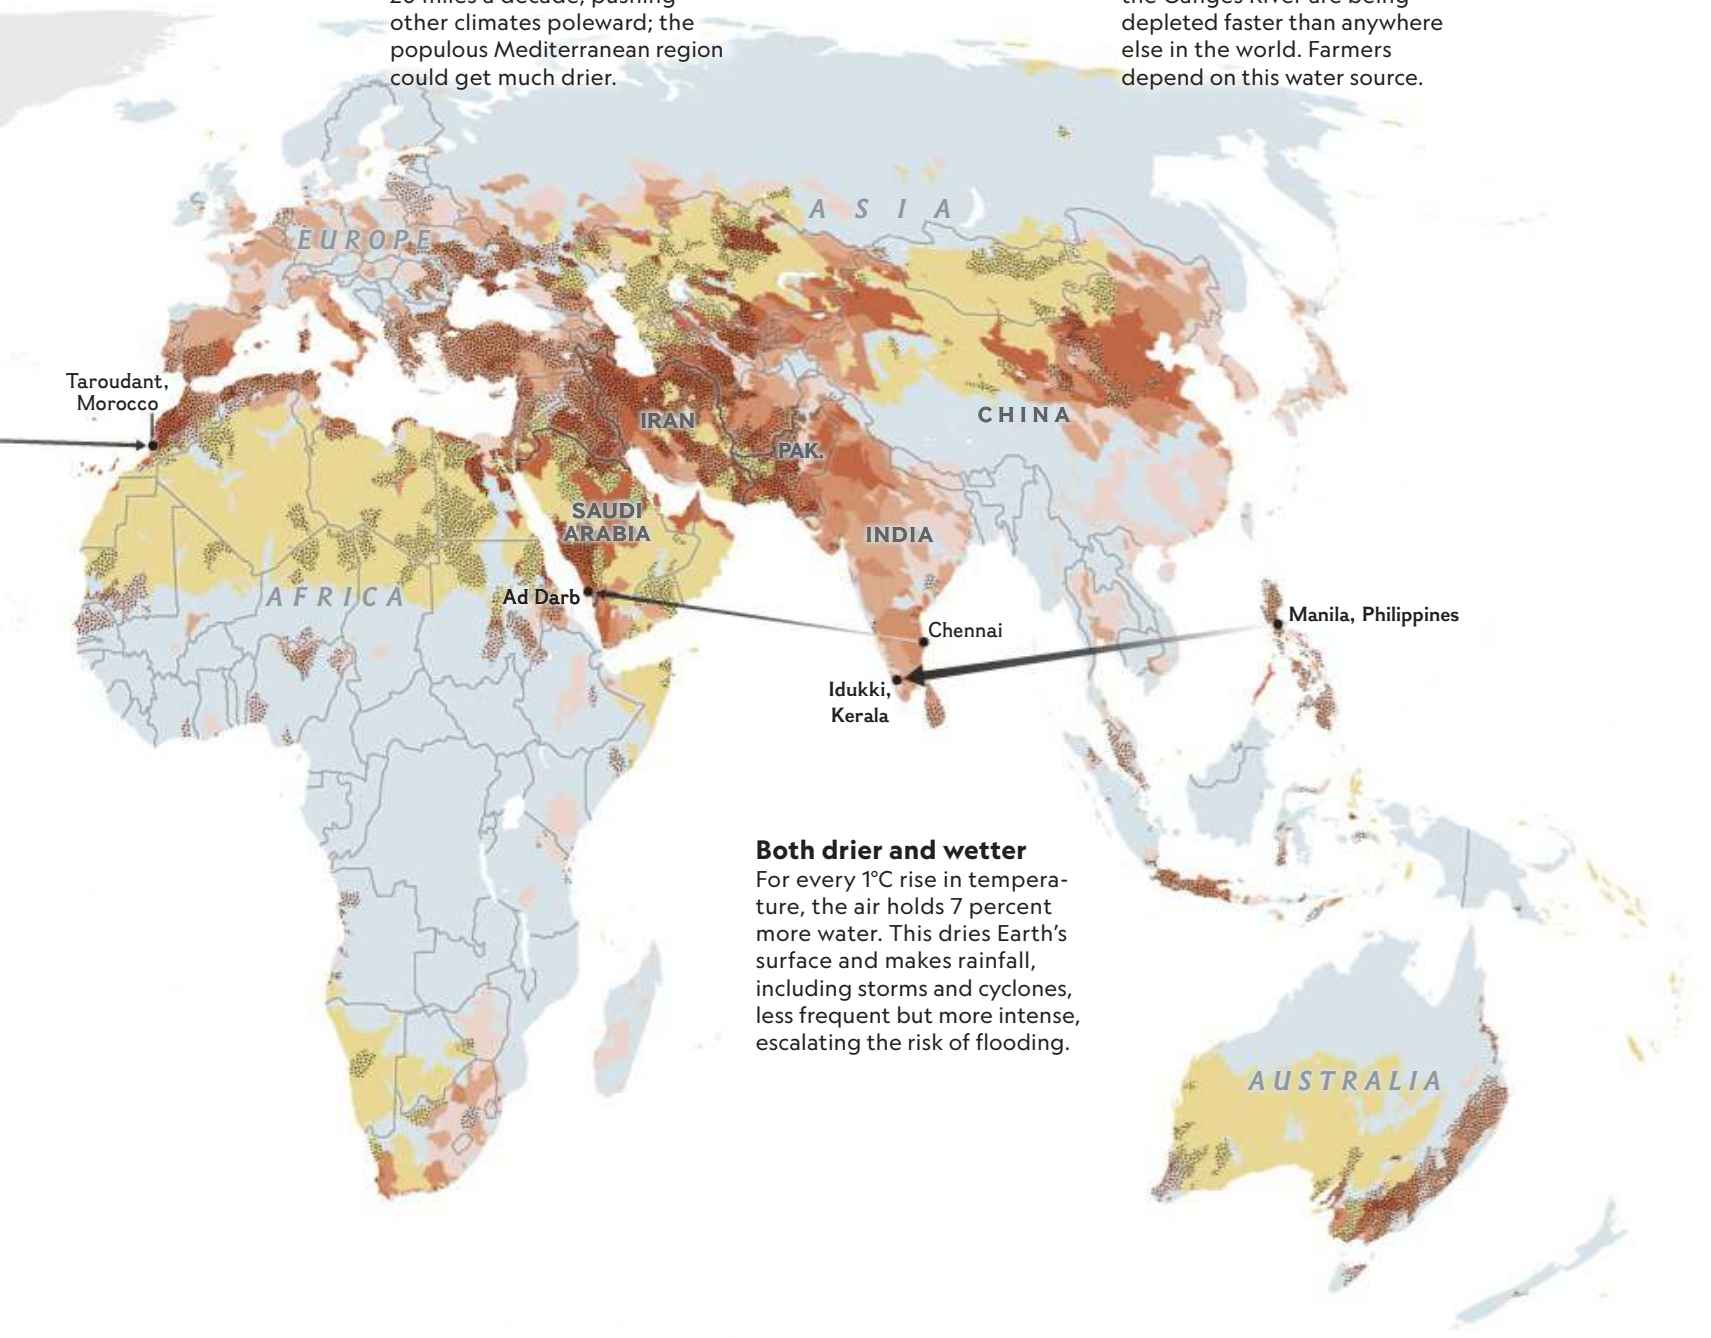 other climates poleward; the
populous Mediterranean region
could get much drier.
depleted faster than anywhere
else in the world. Farmers
depend on this water source.
ASIA
EUROPE
Taroudant,
Morocco
CHINA
IRAN
PAK.
SAUDI
ARABIA
INDIA
AFRICA
Ad Darb
Manila, Philippines
Chennai
Idukki,
Kerala
Both drier and wetter
For every 1°C rise in tempera-
ture, the air holds 7 percent
more water. This dries Earth's
surface and makes rainfall,
including storms and cyclones,
less frequent but more intense,
escalating the risk of flooding.
AUSTRALIA